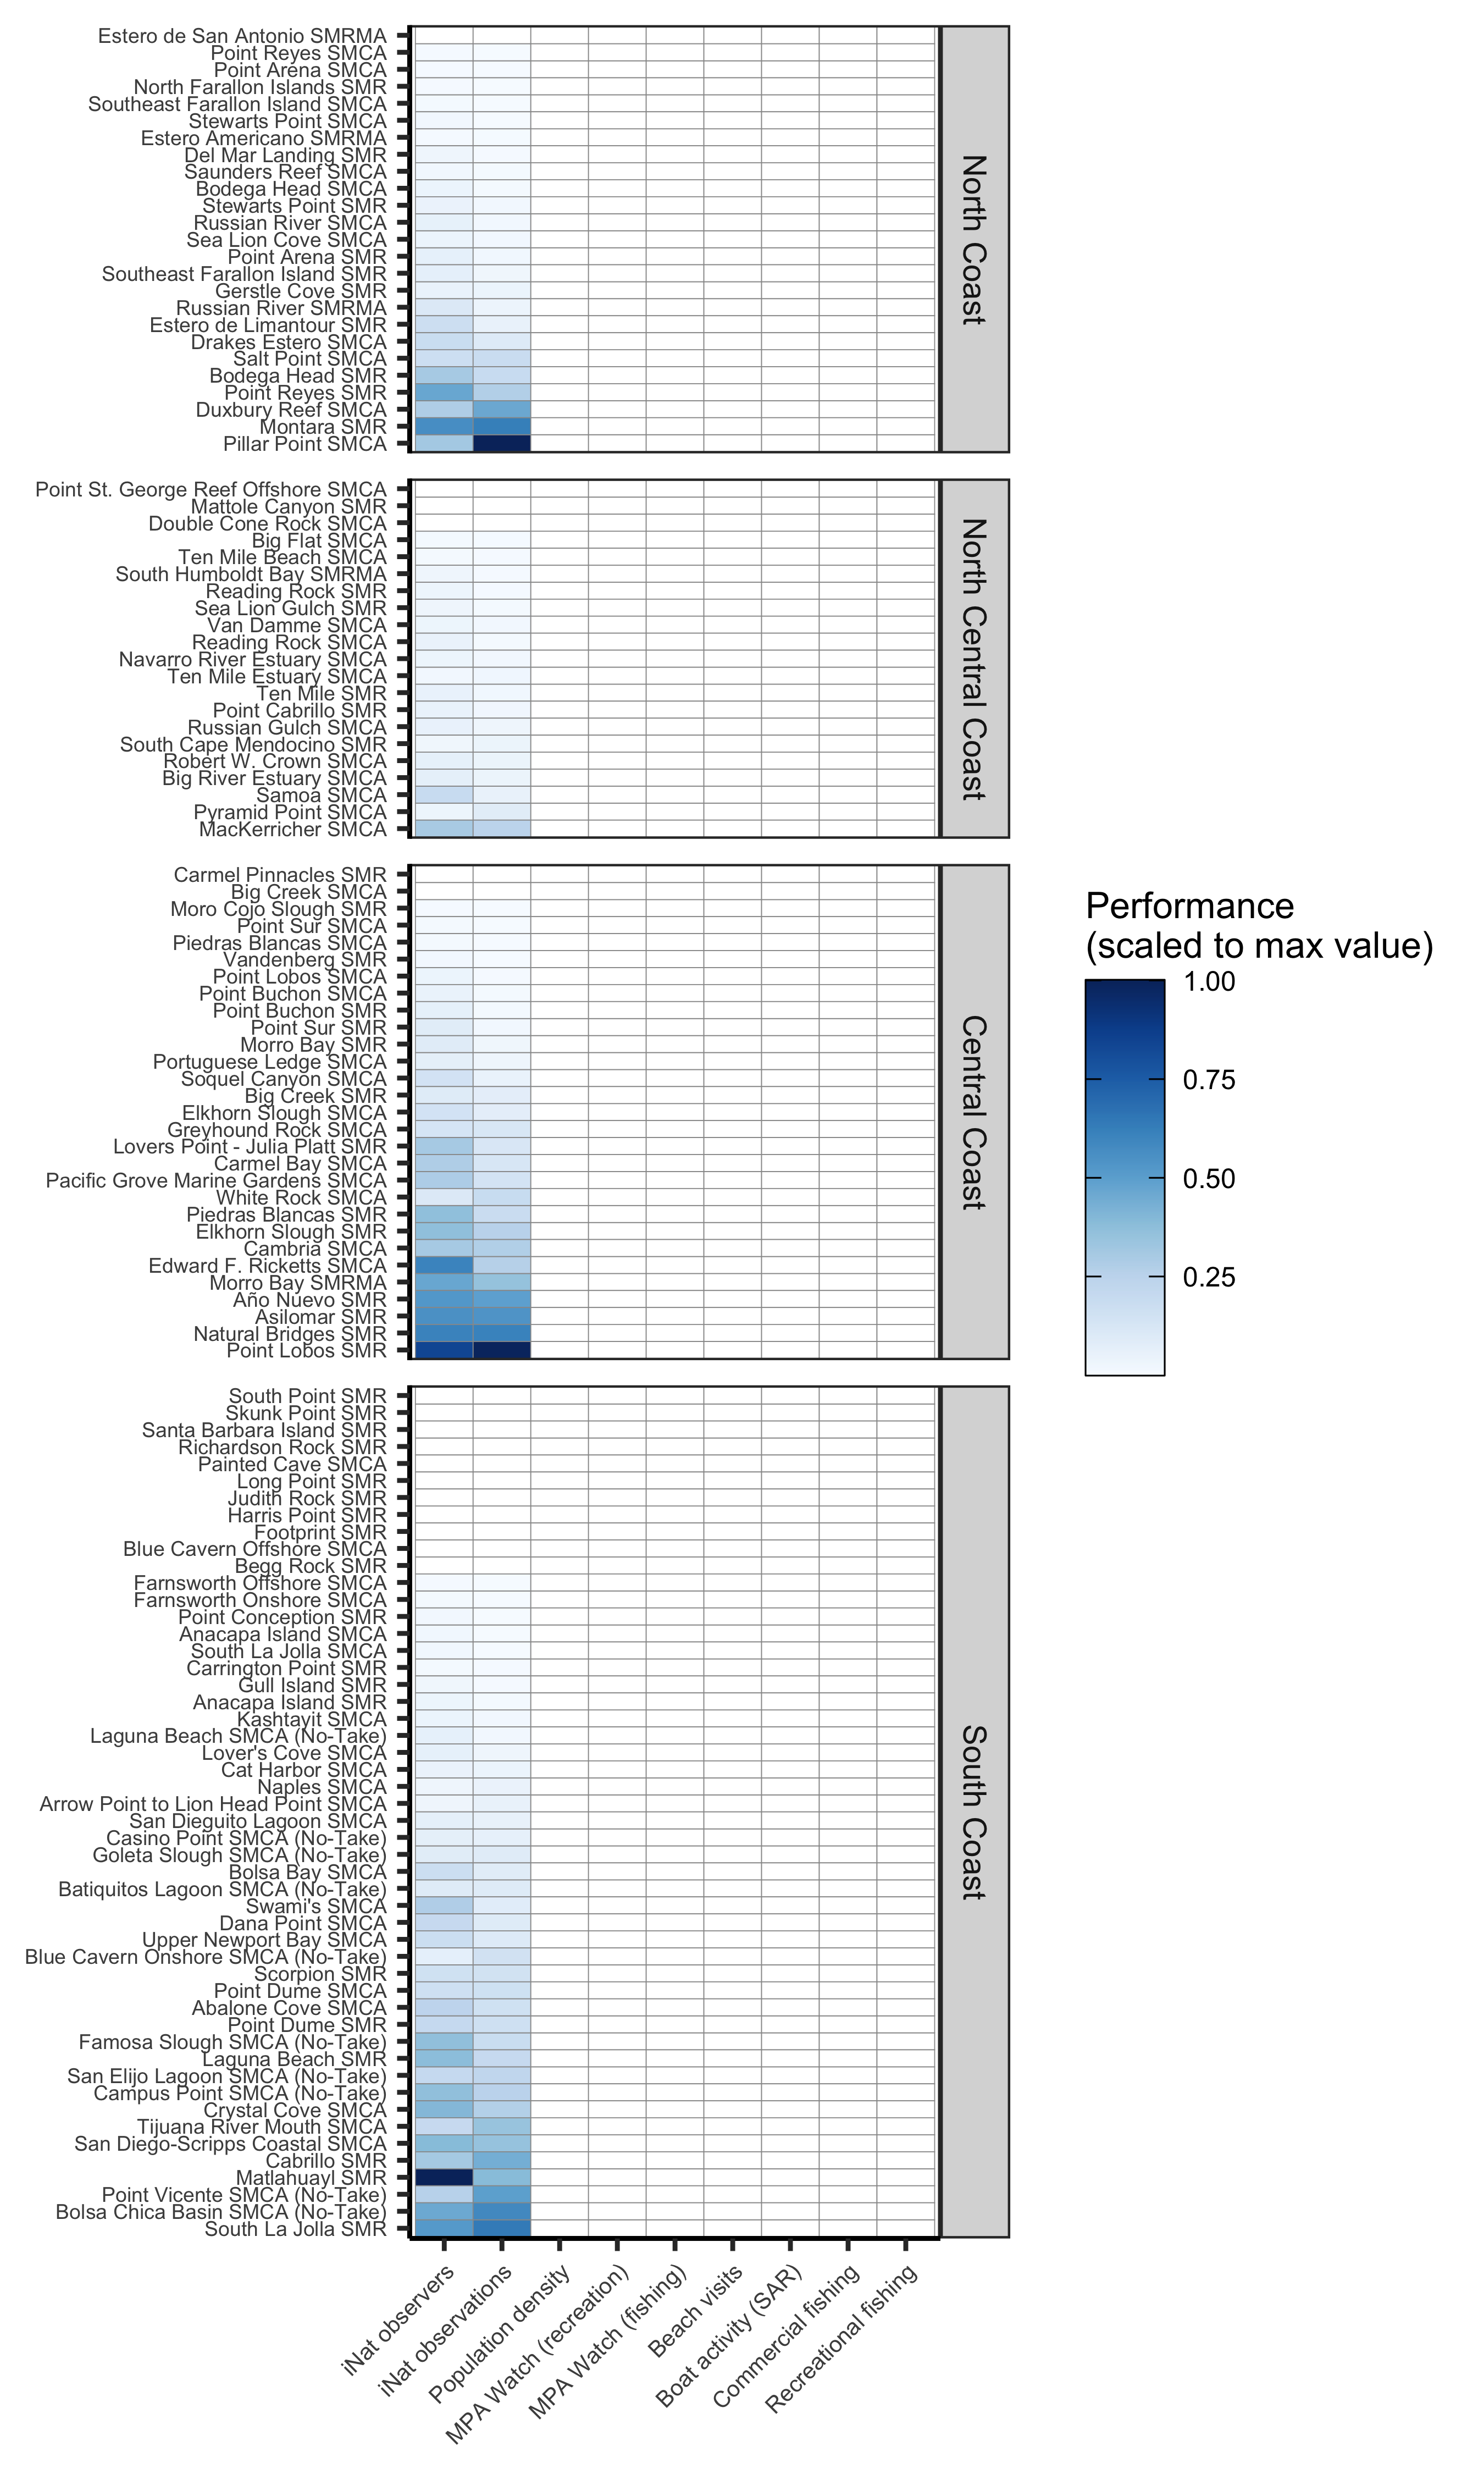 Estero de San Antonio SMRMA
Point Reyes SMCA
Point Arena SMCA
North Farallon Islands SMR
Southeast Farallon Island SMCA
Stewarts Point SMCA
Estero Americano SMRMA
Del Mar Landing SMR
Saunders Reef SMCA
Bodega Head SMCA
Stewarts Point SMR
Russian River SMCA
Sea Lion Cove SMCA
Point Arena SMR
Southeast Farallon Island SMR
Gerstle Cove SMR
Russian River SMRMA
Estero de Limantour SMR
Drakes Estero SMCA
Salt Point SMCA
Bodega Head SMR
Point Reyes SMR
Duxbury Reef SMCA
Montara SMR
Pillar Point SMCA
North Coast
Point St. George Reef Offshore SMCA
Mattole Canyon SMR
Double Cone Rock SMCA
Big Flat SMCA
Ten Mile Beach SMCA
South Humboldt Bay SMRMA
Reading Rock SMR
Sea Lion Gulch SMR
Van Damme SMCA
Reading Rock SMCA
Navarro River Estuary SMCA
Ten Mile Estuary SMCA
Ten Mile SMR
Point Cabrillo SMR
Russian Gulch SMCA
South Cape Mendocino SMR
Robert W. Crown SMCA
Big River Estuary SMCA
Samoa SMCA
Pyramid Point SMCA
MacKerricher SMCA
North Central Coast
Carmel Pinnacles SMR
Big Creek SMCA
Moro Cojo Slough SMR
Point Sur SMCA
Piedras Blancas SMCA
Vandenberg SMR
Point Lobos SMCA
Point Buchon SMCA
Point Buchon SMR
Point Sur SMR
Morro Bay SMR
Portuguese Ledge SMCA
Soquel Canyon SMCA
Big Creek SMR
Elkhorn Slough SMCA
Greyhound Rock SMCA
Lovers Point - Julia Platt SMR
Carmel Bay SMCA
Pacific Grove Marine Gardens SMCA
White Rock SMCA
Piedras Blancas SMR
Elkhorn Slough SMR
Cambria SMCA
Edward F. Ricketts SMCA
Morro Bay SMRMA
Año Nuevo SMR
Asilomar SMR
Natural Bridges SMR
Point Lobos SMR
Central Coast
South Point SMR
Skunk Point SMR
Santa Barbara Island SMR
Richardson Rock SMR
Painted Cave SMCA
Long Point SMR
Judith Rock SMR
Harris Point SMR
Footprint SMR
Blue Cavern Offshore SMCA
Begg Rock SMR
Farnsworth Offshore SMCA
Farnsworth Onshore SMCA
Point Conception SMR
Anacapa Island SMCA
South La Jolla SMCA
Carrington Point SMR
Gull Island SMR
Anacapa Island SMR
Kashtayit SMCA
Laguna Beach SMCA (No-Take)
Lover's Cove SMCA
Cat Harbor SMCA
Naples SMCA
Arrow Point to Lion Head Point SMCA
San Dieguito Lagoon SMCA
Casino Point SMCA (No-Take)
Goleta Slough SMCA (No-Take)
Bolsa Bay SMCA
Batiquitos Lagoon SMCA (No-Take)
Swami's SMCA
Dana Point SMCA
Upper Newport Bay SMCA
Blue Cavern Onshore SMCA (No-Take)
Scorpion SMR
Point Dume SMCA
Abalone Cove SMCA
Point Dume SMR
Famosa Slough SMCA (No-Take)
Laguna Beach SMR
San Elijo Lagoon SMCA (No-Take)
Campus Point SMCA (No-Take)
Crystal Cove SMCA
Tijuana River Mouth SMCA
San Diego-Scripps Coastal SMCA
Cabrillo SMR
Matlahuayl SMR
Point Vicente SMCA (No-Take)
Bolsa Chica Basin SMCA (No-Take)
South La Jolla SMR
South Coast
iNat observers
iNat observations
Population density
MPA Watch (recreation)
MPA Watch (fishing)
Beach visits
Boat activity (SAR)
Commercial fishing
Recreational fishing
Performance
(scaled to max value)
1.00
0.75
0.50
0.25